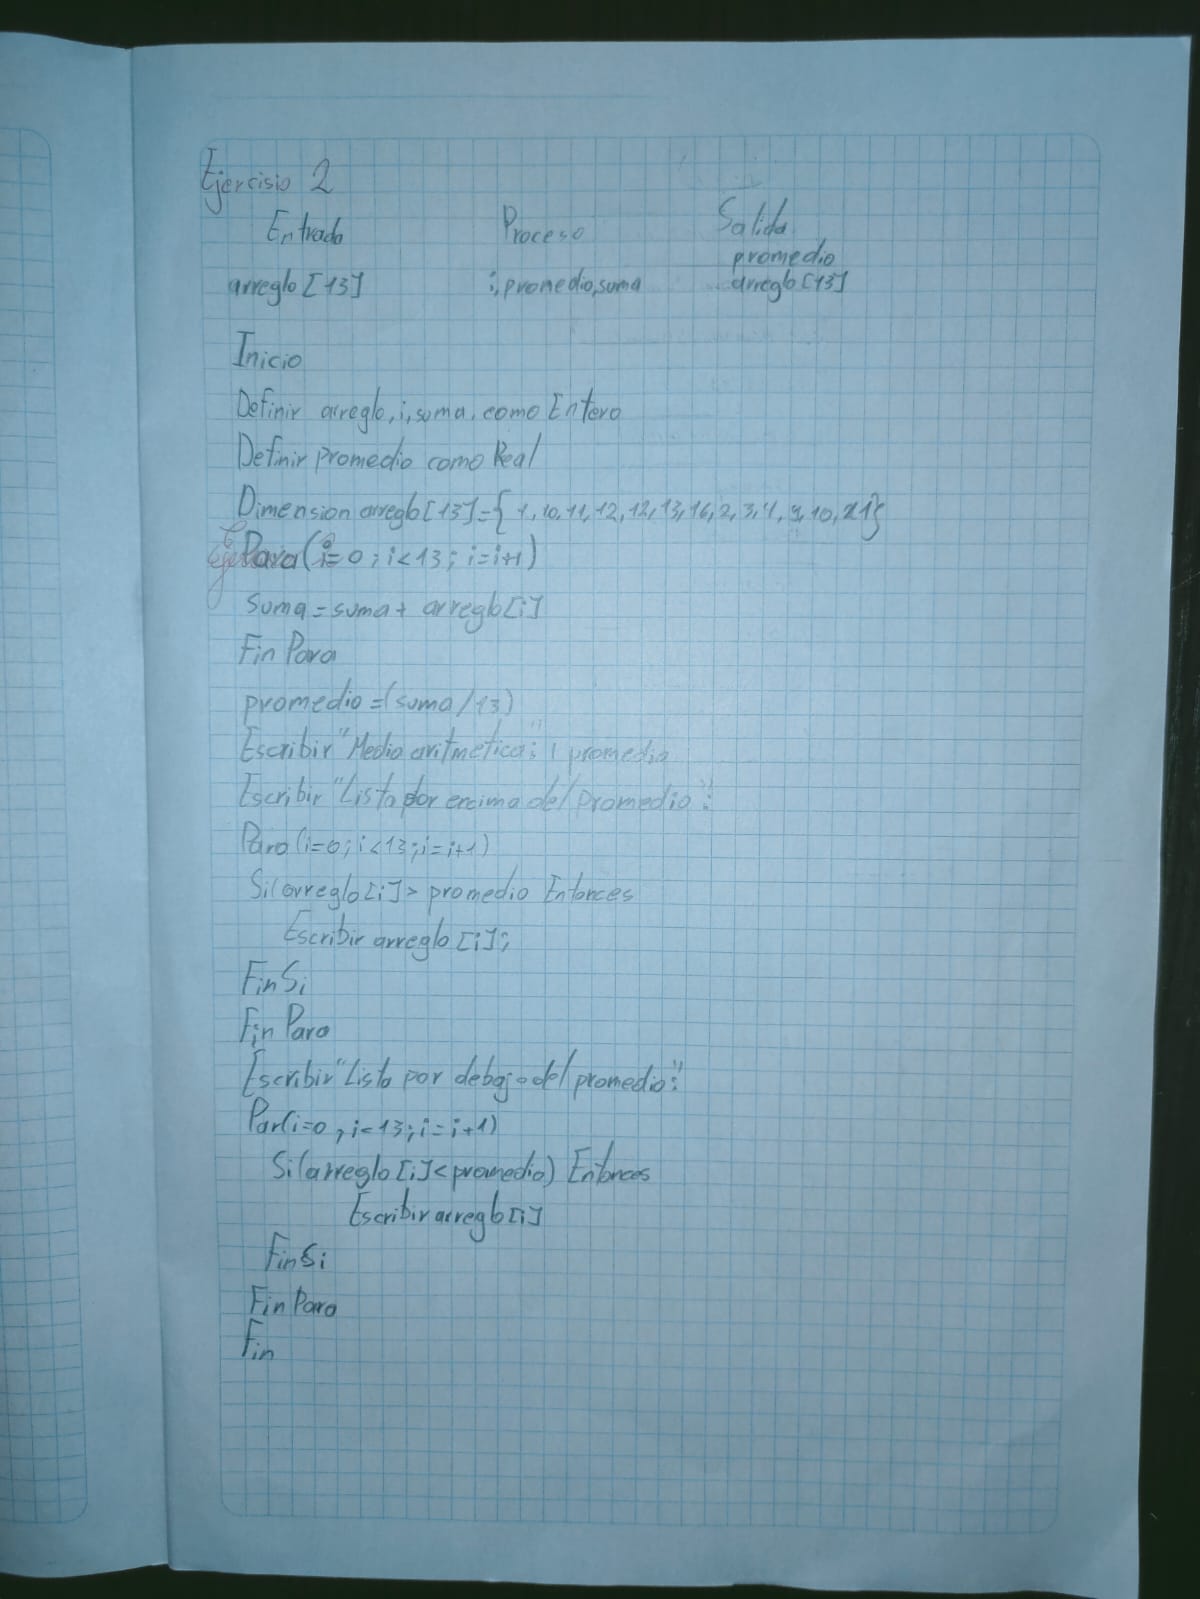 Ejercisio 2
Entrada Proceso Salida
promedio
arreglo [13] i, promedio, suma arreglo [13]
Inicio
Definir arreglo, i, suma, como Entero
Definir promedio como Real
Dimension arreglo [13] = { 1, 10, 11, 12, 12, 13, 16, 2, 3, 4, 9, 10, 21}
Para (i=0 ; i<13 ; i=i+1)
Suma = suma + arreglo [i]
Fin Para
promedio = (suma / 13)
Escribir "Media aritmetica:", promedio
Escribir "Lista por encima del promedio:"
Para (i=0; i<13; i=i+1)
Si(arreglo [i] > promedio Entonces
Escribir arreglo [i];
FinSi
Fin Para
Escribir "Lista por debajo del promedio:"
Par(i=0, i<13; i=i+1)
Si(arreglo [i] < promedio) Entonces
Escribir arreglo [i]
FinSi
Fin Para
Fin